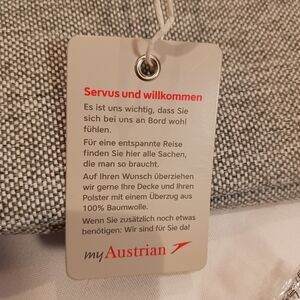 Servus und willkommen
Es ist uns wichtig, dass Sie
sich bei uns an Bord wohl
fühlen.
Für eine entspannte Reise
finden Sie hier alle Sachen,
die man so braucht.
Auf Ihren Wunsch überziehen
wir gerne Ihre Decke und Ihren
Polster mit einem Überzug aus
100% Baumwolle.
Wenn Sie zusätzlich noch etwas
benötigen: Wir sind für Sie da!
myAustrian